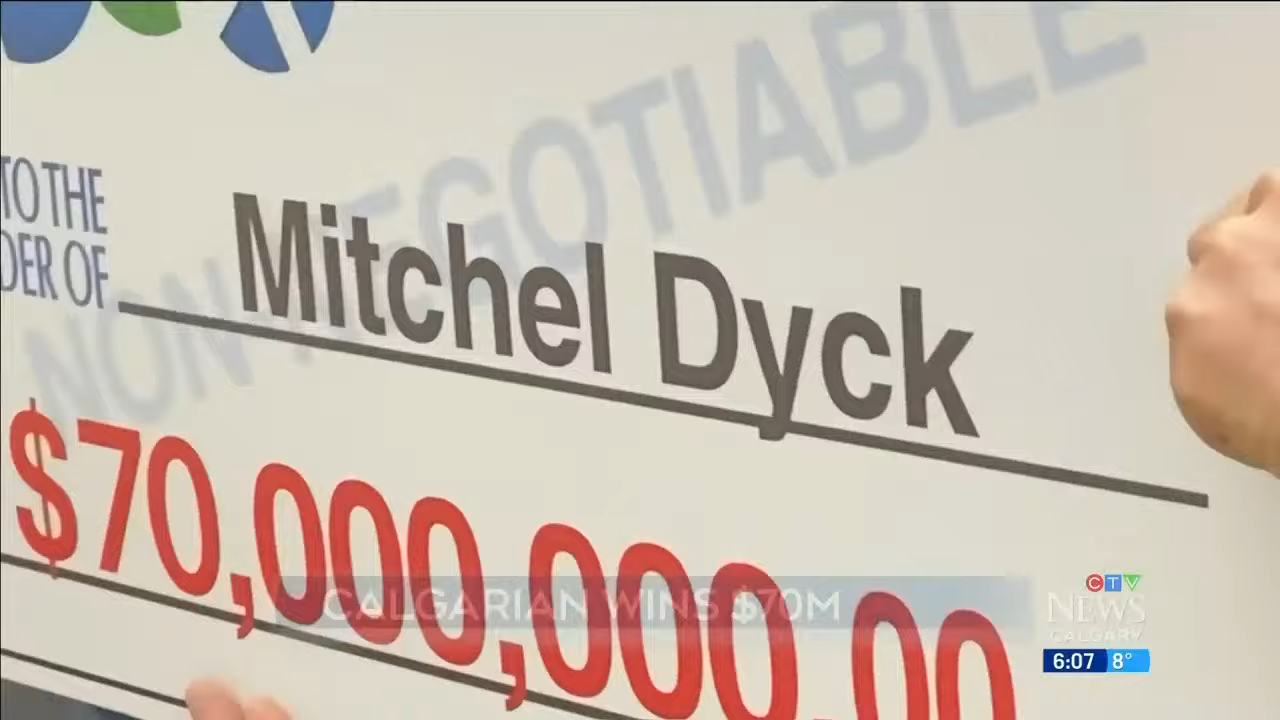 NON NEGOTIABLE
TO THE
DER OF
Mitchel Dyck
$70,000,000.00
CALGARIAN WINS $70M
CTV
NEWS
CALGARY
6:07 8°